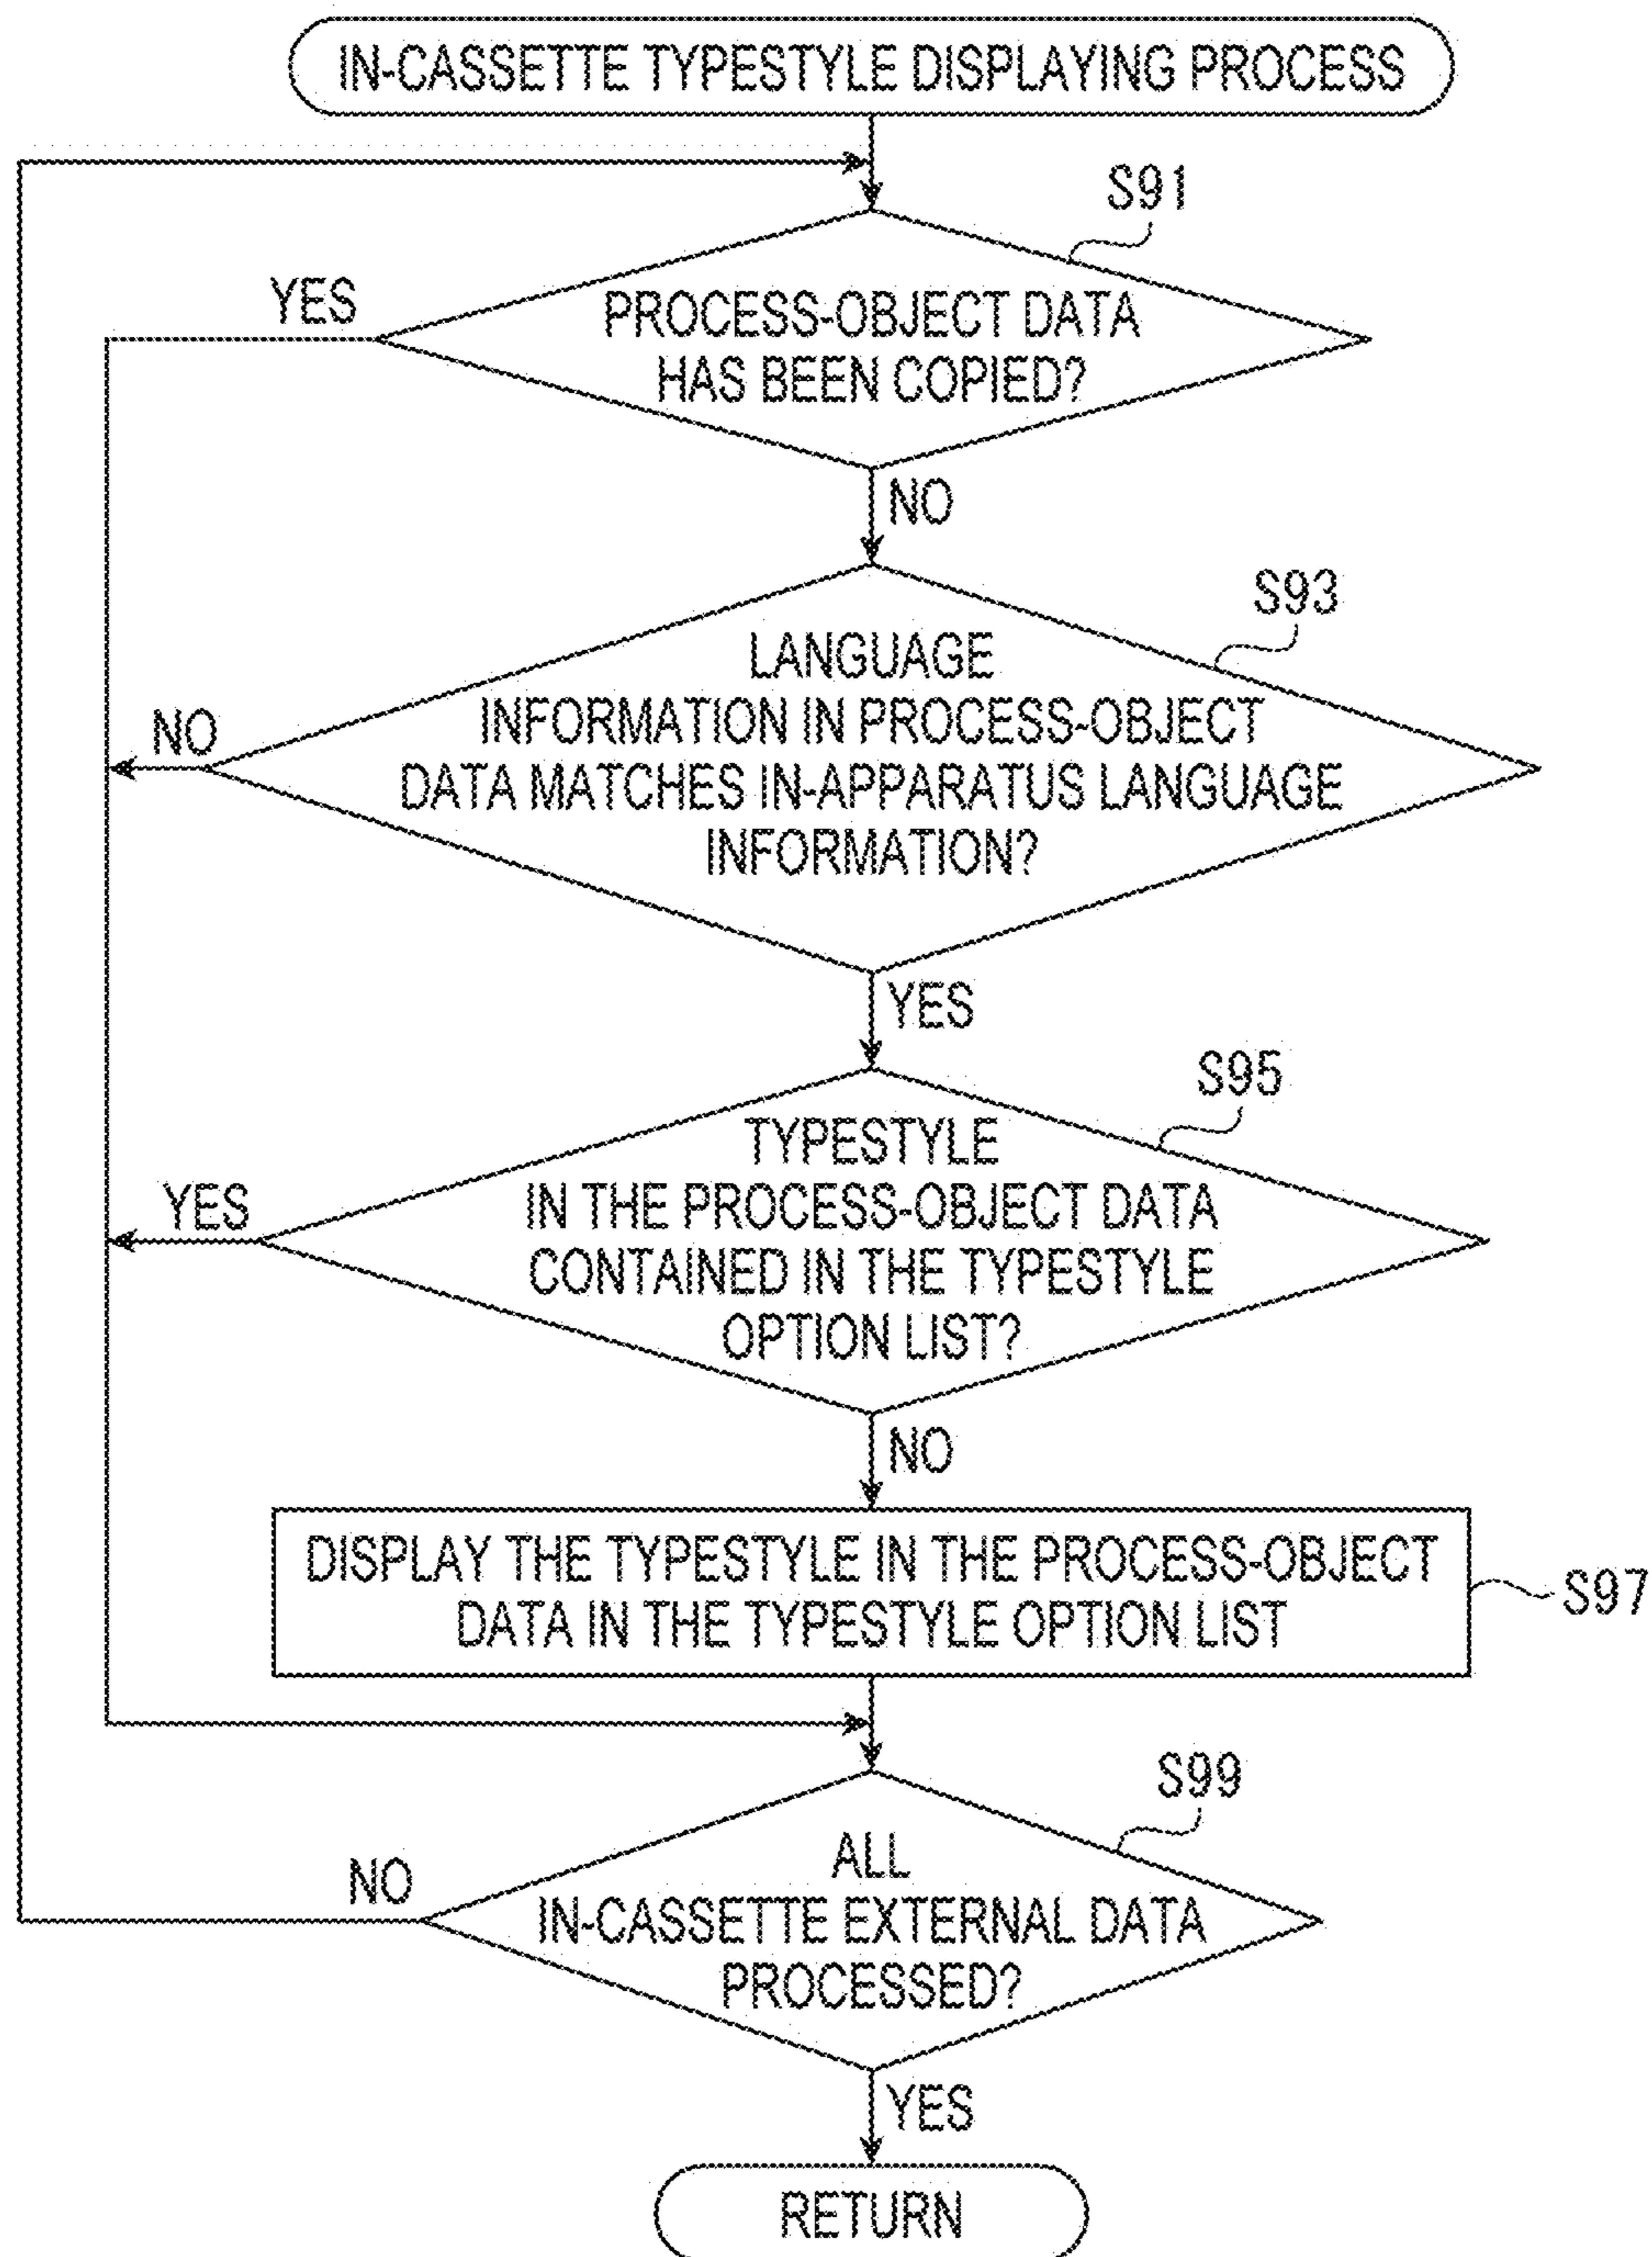 IN-CASSETTE TYPESTYLE DISPLAYING PROCESS
S91
YES
PROCESS-OBJECT DATA
HAS BEEN COPIED?
NO
S93
LANGUAGE
INFORMATION IN PROCESS-OBJECT
DATA MATCHES IN-APPARATUS LANGUAGE
INFORMATION?
NO
YES
S95
TYPESTYLE
IN THE PROCESS-OBJECT DATA
CONTAINED IN THE TYPESTYLE
OPTION LIST?
YES
NO
DISPLAY THE TYPESTYLE IN THE PROCESS-OBJECT
DATA IN THE TYPESTYLE OPTION LIST
S97
S99
ALL
IN-CASSETTE EXTERNAL DATA
PROCESSED?
NO
YES
RETURN